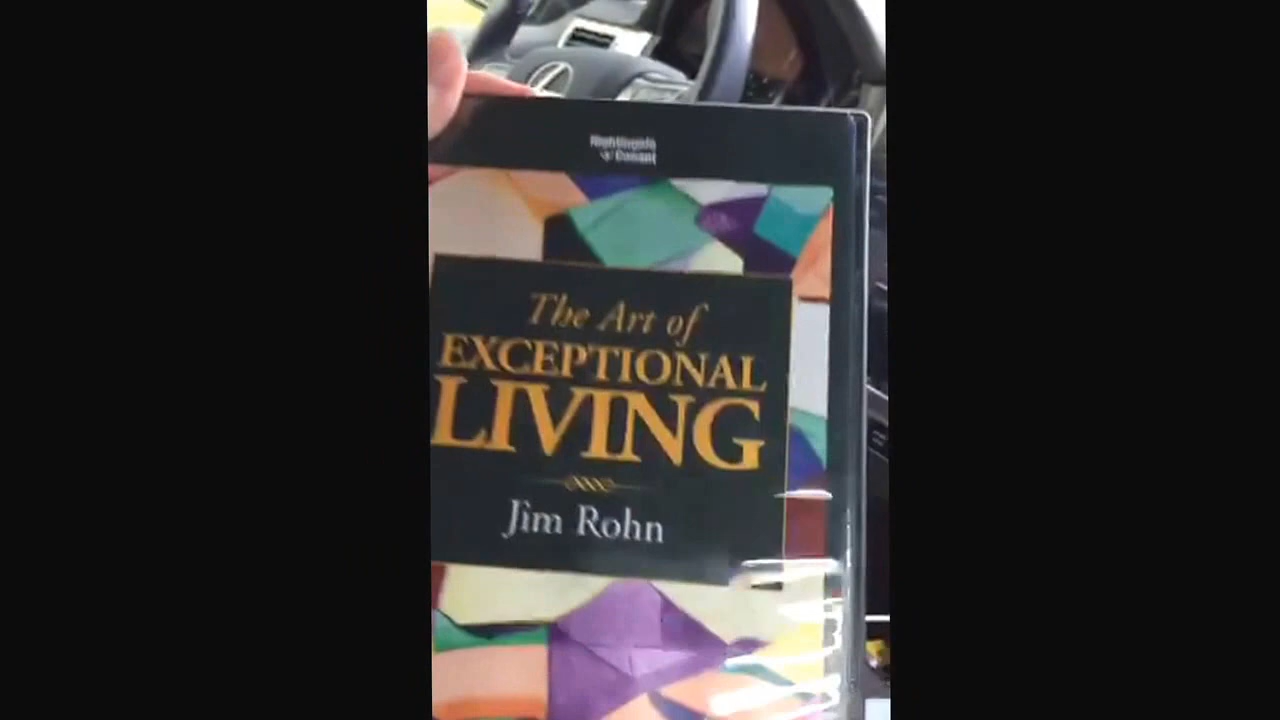 Nightingale
Conant
The Art of
EXCEPTIONAL
LIVING
Jim Rohn